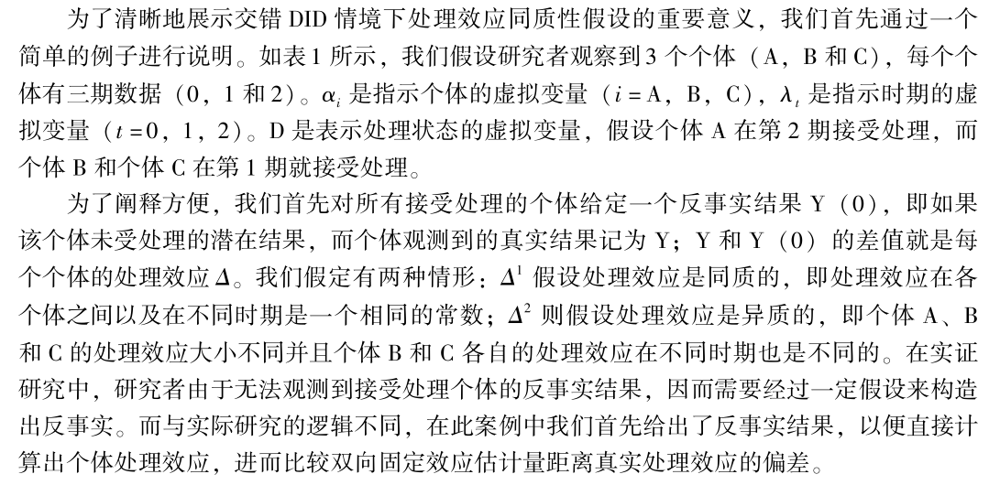 为了清晰地展示交错 DID 情境下处理效应同质性假设的重要意义，我们首先通过一个
简单的例子进行说明。如表1 所示，我们假设研究者观察到3 个个体（A，B 和C），每个个
体有三期数据（0，1 和2）。αi 是指示个体的虚拟变量（i =A，B，C），λt 是指示时期的虚
拟变量（t =0，1，2）。D 是表示处理状态的虚拟变量，假设个体 A 在第 2 期接受处理，而
个体 B 和个体 C 在第 1 期就接受处理。
为了阐释方便，我们首先对所有接受处理的个体给定一个反事实结果 Y（0），即如果
该个体未受处理的潜在结果，而个体观测到的真实结果记为 Y；Y 和 Y（0）的差值就是每
个个体的处理效应 Δ。我们假定有两种情形：Δ1 假设处理效应是同质的，即处理效应在各
个体之间以及在不同时期是一个相同的常数；Δ2 则假设处理效应是异质的，即个体 A、B
和 C 的处理效应大小不同并且个体 B 和 C 各自的处理效应在不同时期也是不同的。在实证
研究中，研究者由于无法观测到接受处理个体的反事实结果，因而需要经过一定假设来构造
出反事实。而与实际研究的逻辑不同，在此案例中我们首先给出了反事实结果，以便直接计
算出个体处理效应，进而比较双向固定效应估计量距离真实处理效应的偏差。